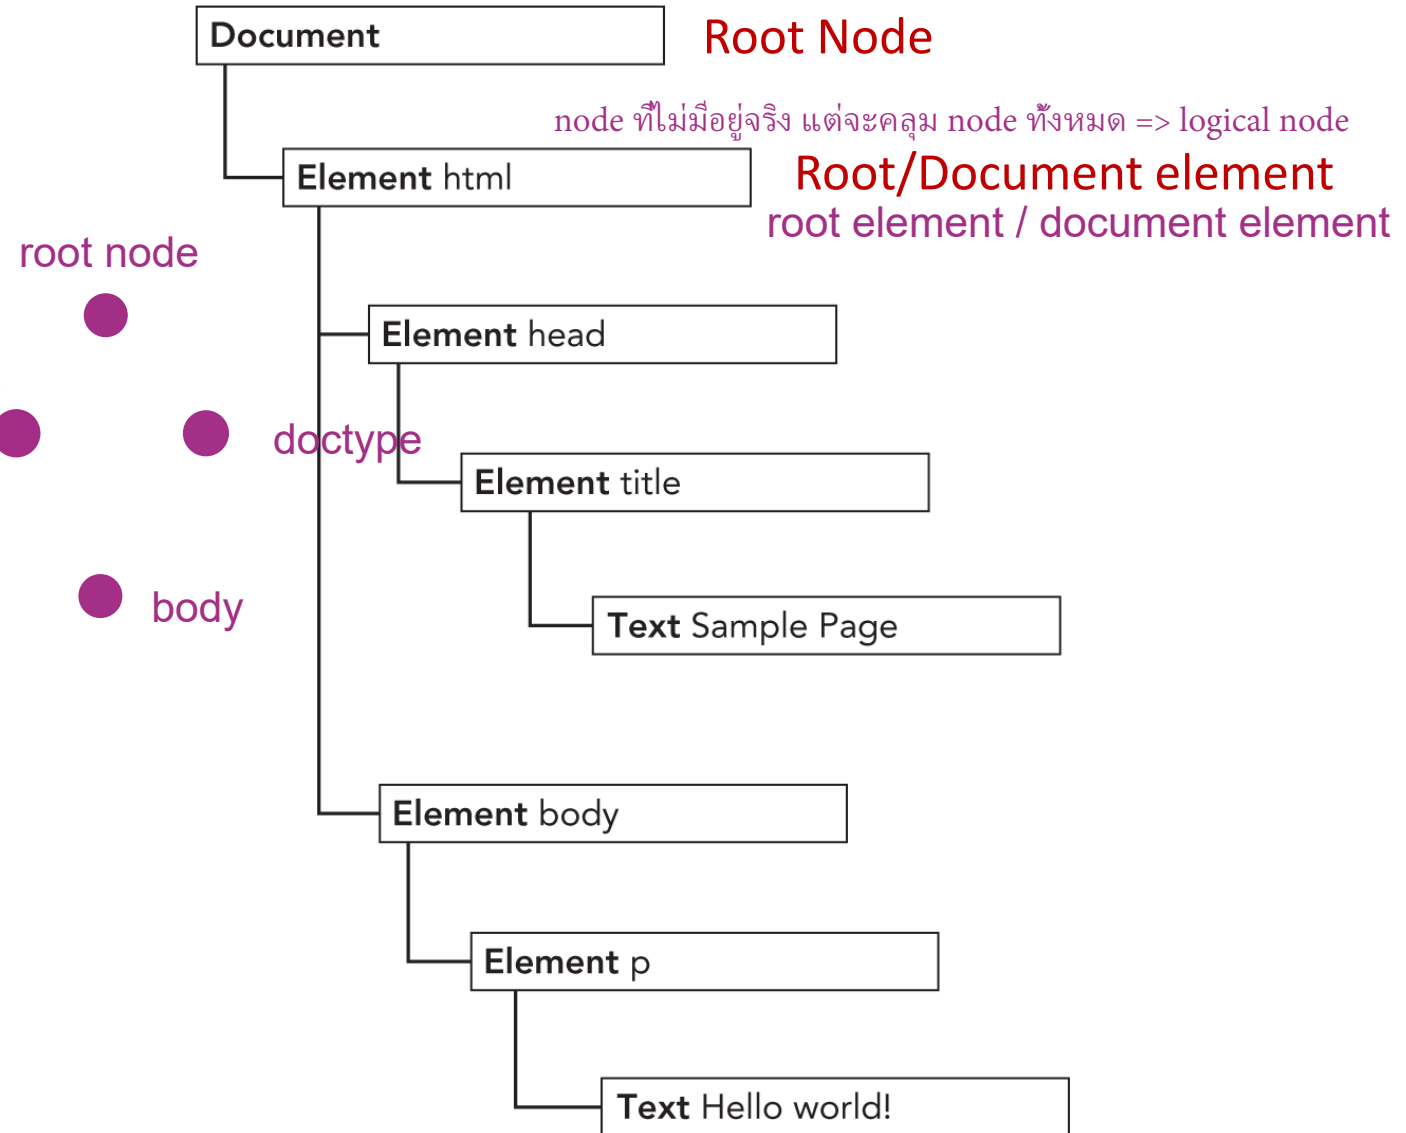 Document
Root Node
node ที่ไม่มีอยู่จริง แต่จะคลุม node ทั้งหมด => logical node
Element html
Root/Document element
root element / document element
root node
Element head
doctype
Element title
body
Text Sample Page
Element body
Element p
Text Hello world!